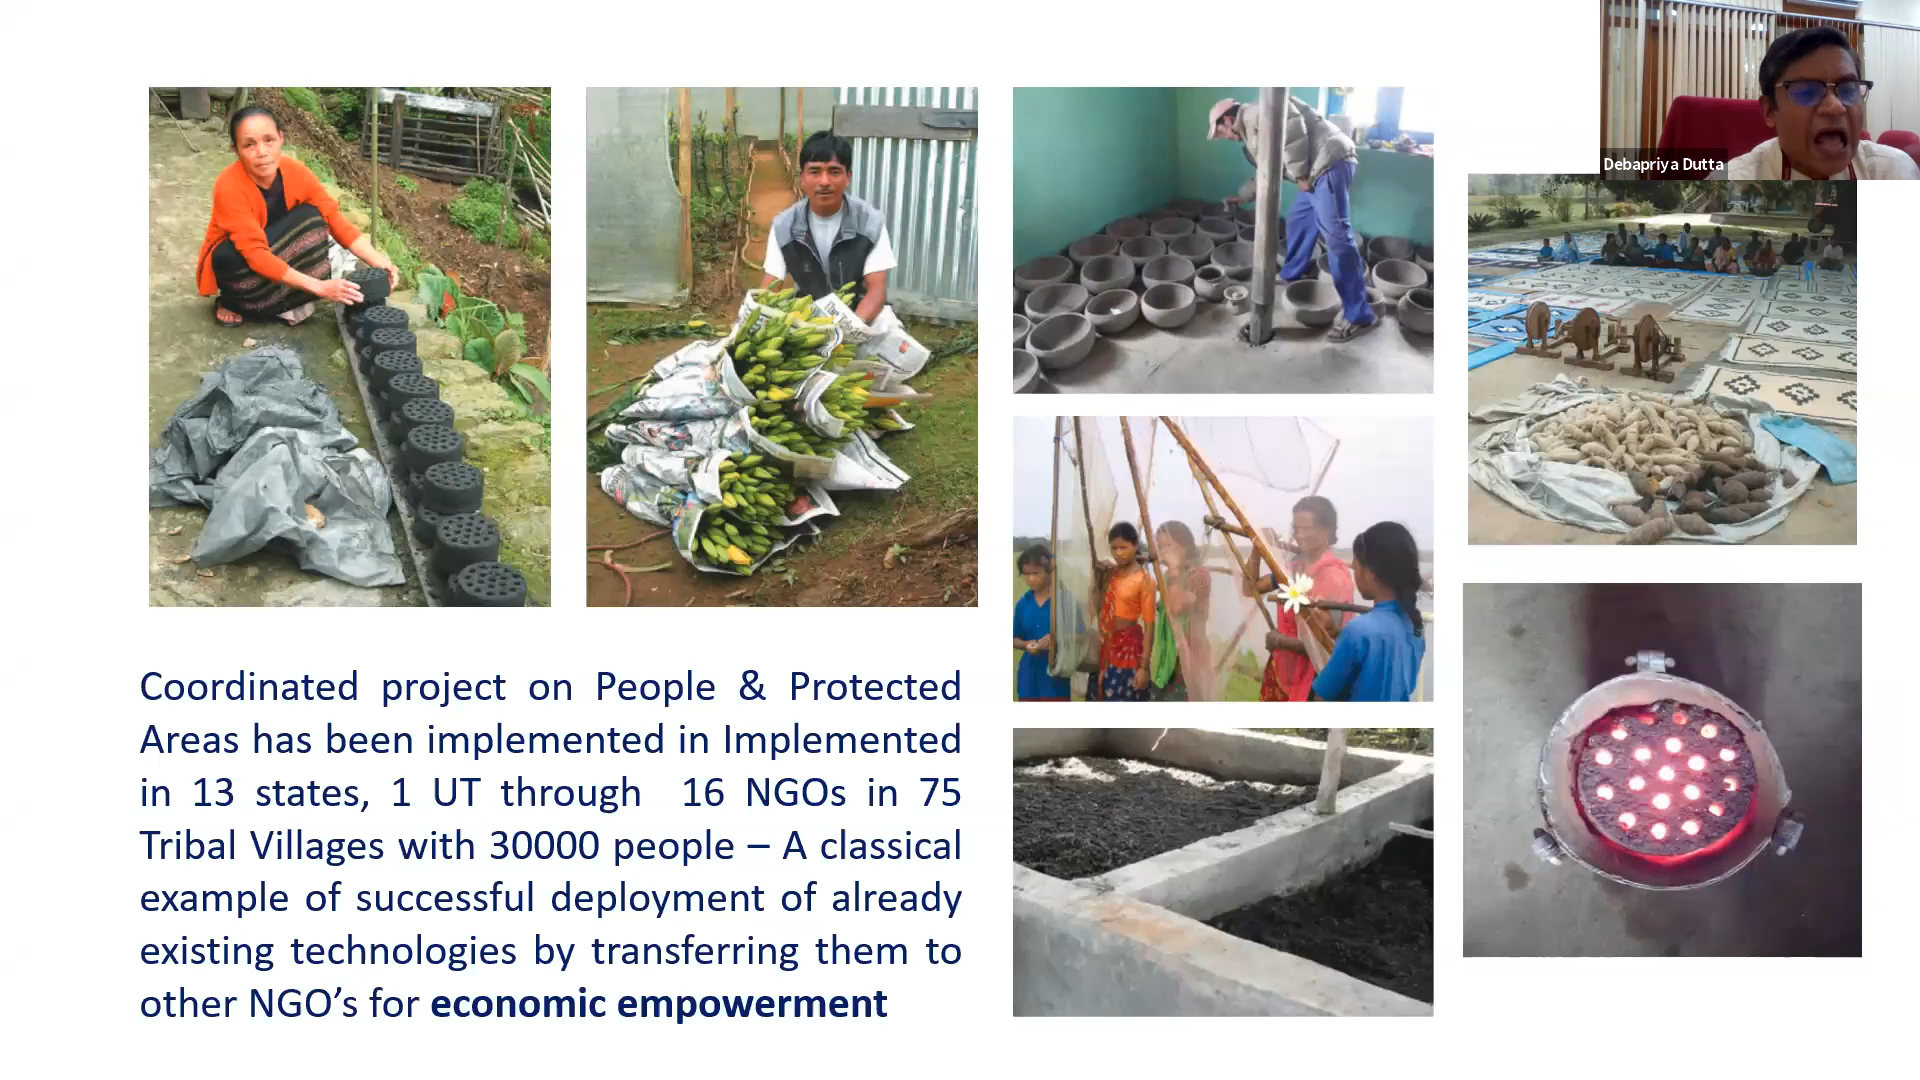 Debapriya Dutta
Coordinated project on People & Protected
Areas has been implemented in Implemented
in 13 states, 1 UT through 16 NGOs in 75
Tribal Villages with 30000 people – A classical
example of successful deployment of already
existing technologies by transferring them to
other NGO’s for economic empowerment